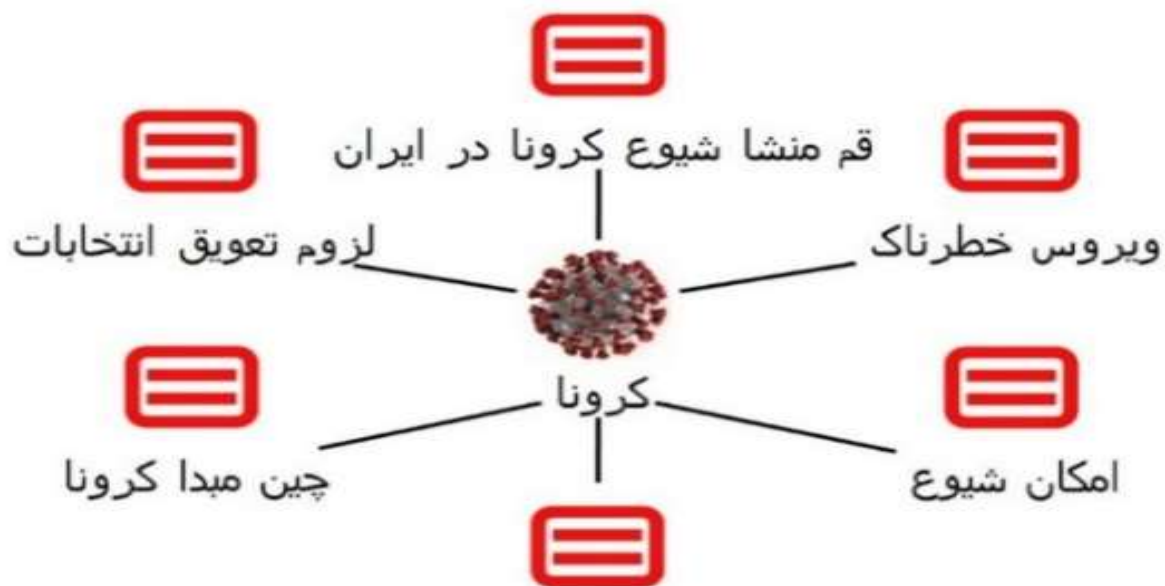 قم منشا شیوع کرونا در ایران
ویروس خطرناک
لزوم تعویق انتخابات
کرونا
امکان شیوع
چین مبدا کرونا